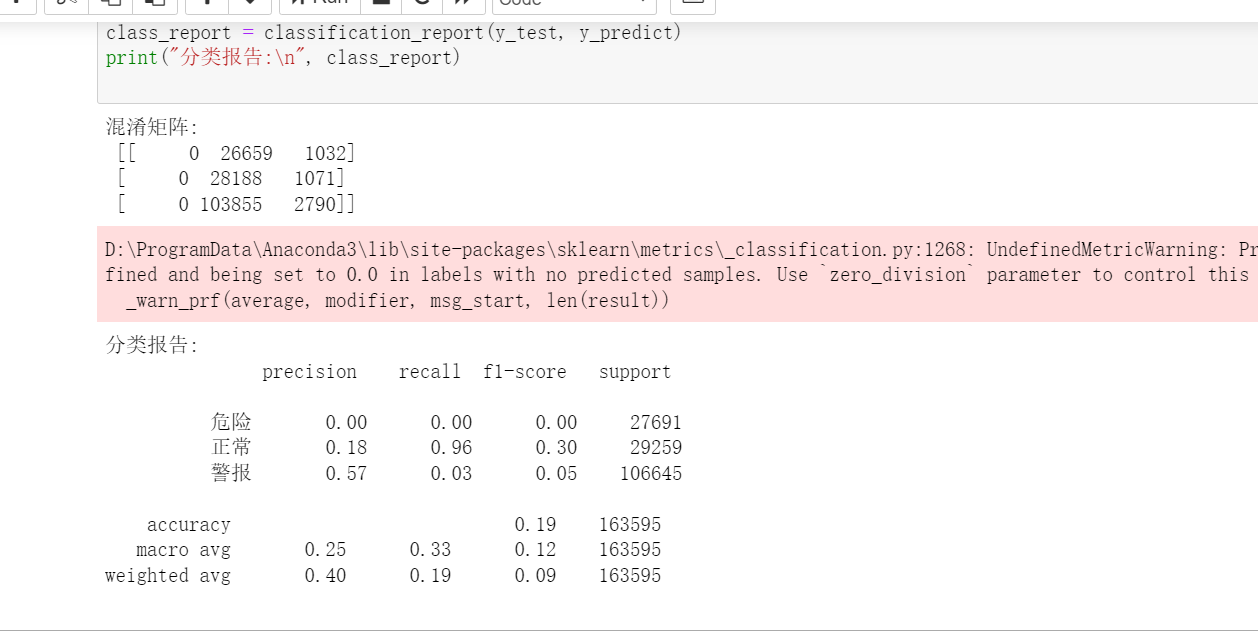 Run
Code
class_report = classification_report(y_test, y_predict)
print("分类报告:\n", class_report)
混淆矩阵:
[[     0  26659   1032]
[     0  28188   1071]
[     0 103855   2790]]
D:\ProgramData\Anaconda3\lib\site-packages\sklearn\metrics\_classification.py:1268: UndefinedMetricWarning: Pr
fined and being set to 0.0 in labels with no predicted samples. Use `zero_division` parameter to control this
_warn_prf(average, modifier, msg_start, len(result))
分类报告:
precision    recall  f1-score   support
危险       0.00      0.00      0.00     27691
正常       0.18      0.96      0.30     29259
警报       0.57      0.03      0.05    106645
accuracy                           0.19    163595
macro avg       0.25      0.33      0.12    163595
weighted avg       0.40      0.19      0.09    163595